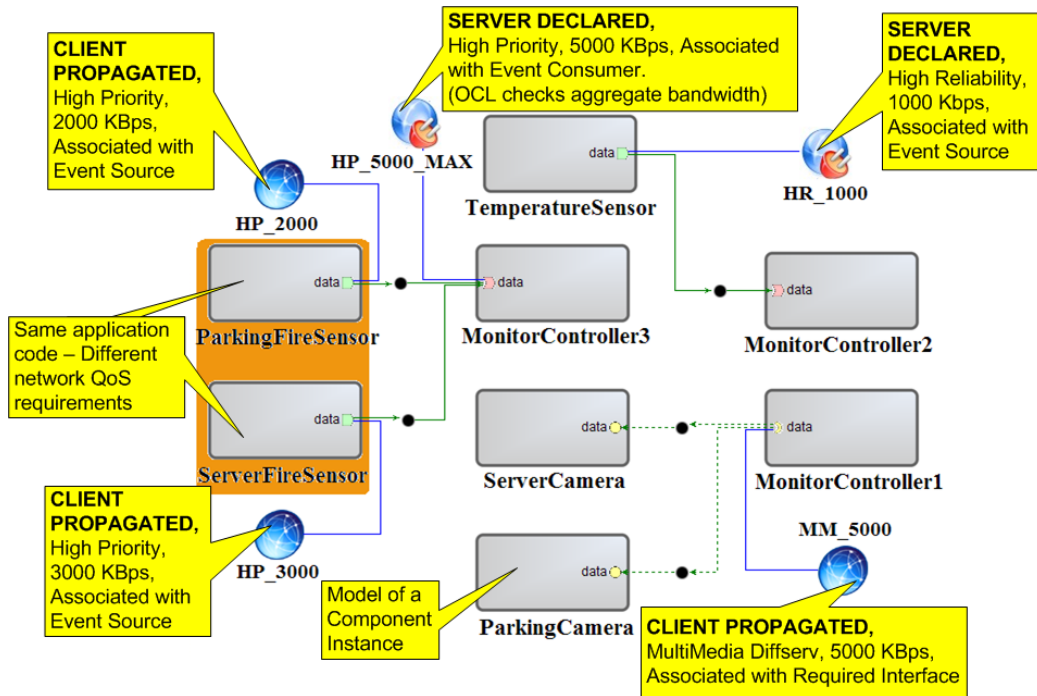 CLIENT
PROPAGATED,
High Priority,
2000 KBps,
Associated with
Event Source
SERVER DECLARED,
High Priority, 5000 KBps, Associated
with Event Consumer.
(OCL checks aggregate bandwidth)
SERVER
DECLARED,
High Reliability,
1000 Kbps,
Associated with
Event Source
HP_2000
HP_5000_MAX
data
TemperatureSensor
HR_1000
data
ParkingFireSensor
data
MonitorController3
data
MonitorController2
Same application
code – Different
network QoS
requirements
data
ServerFireSensor
data
ServerCamera
data
MonitorController1
CLIENT
PROPAGATED,
High Priority,
3000 KBps,
Associated with
Event Source
HP_3000
Model of a
Component
Instance
data
ParkingCamera
MM_5000
CLIENT PROPAGATED,
MultiMedia Diffserv, 5000 KBps,
Associated with Required Interface